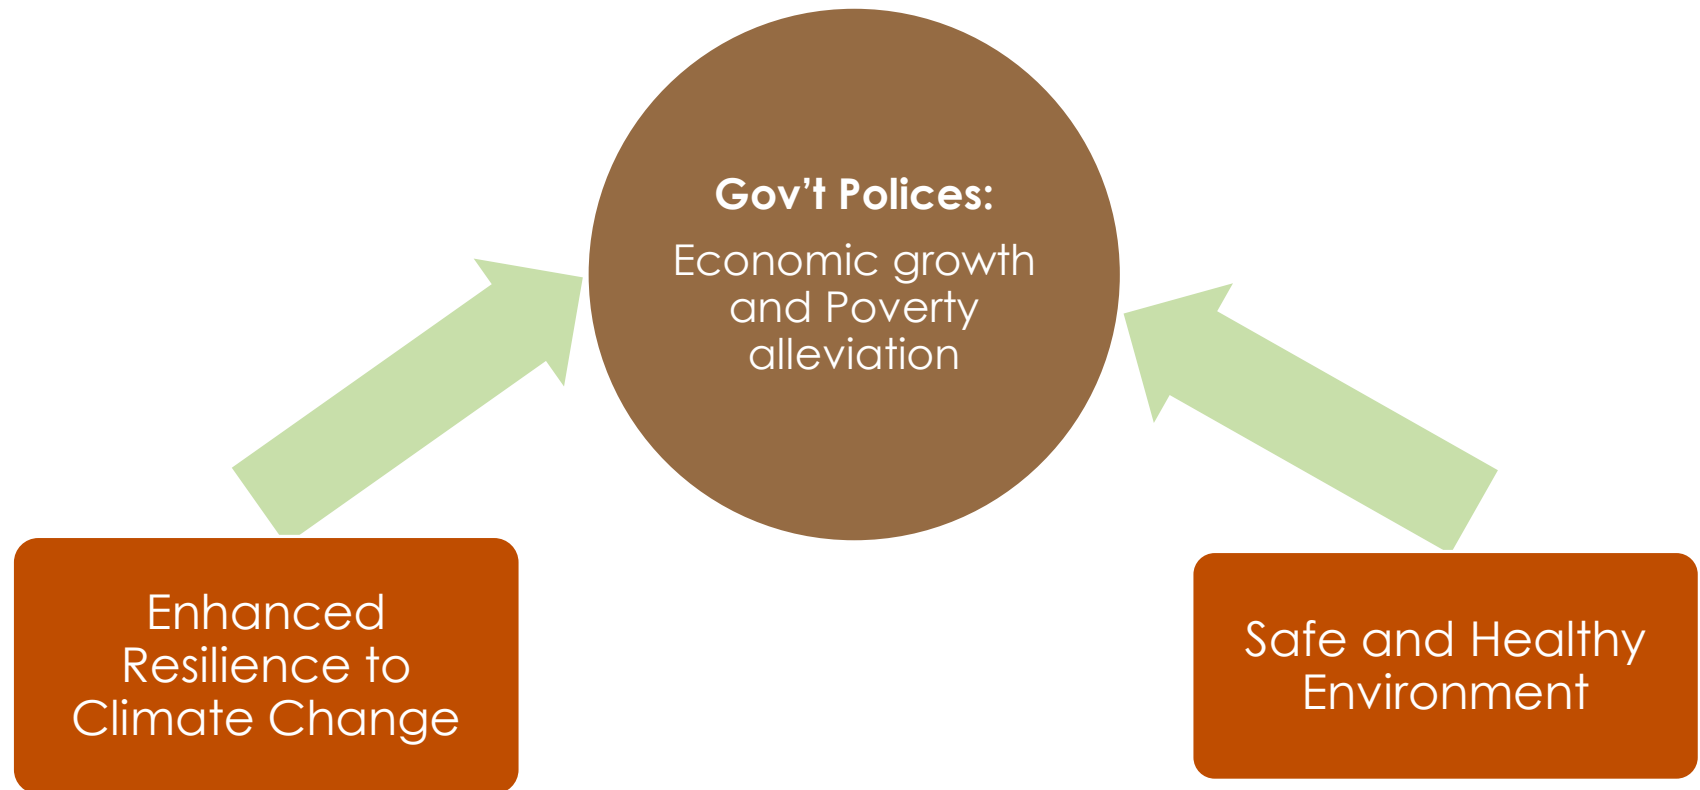 Gov’t Polices:
Economic growth
and Poverty
alleviation
Enhanced
Resilience to
Climate Change
Safe and Healthy
Environment